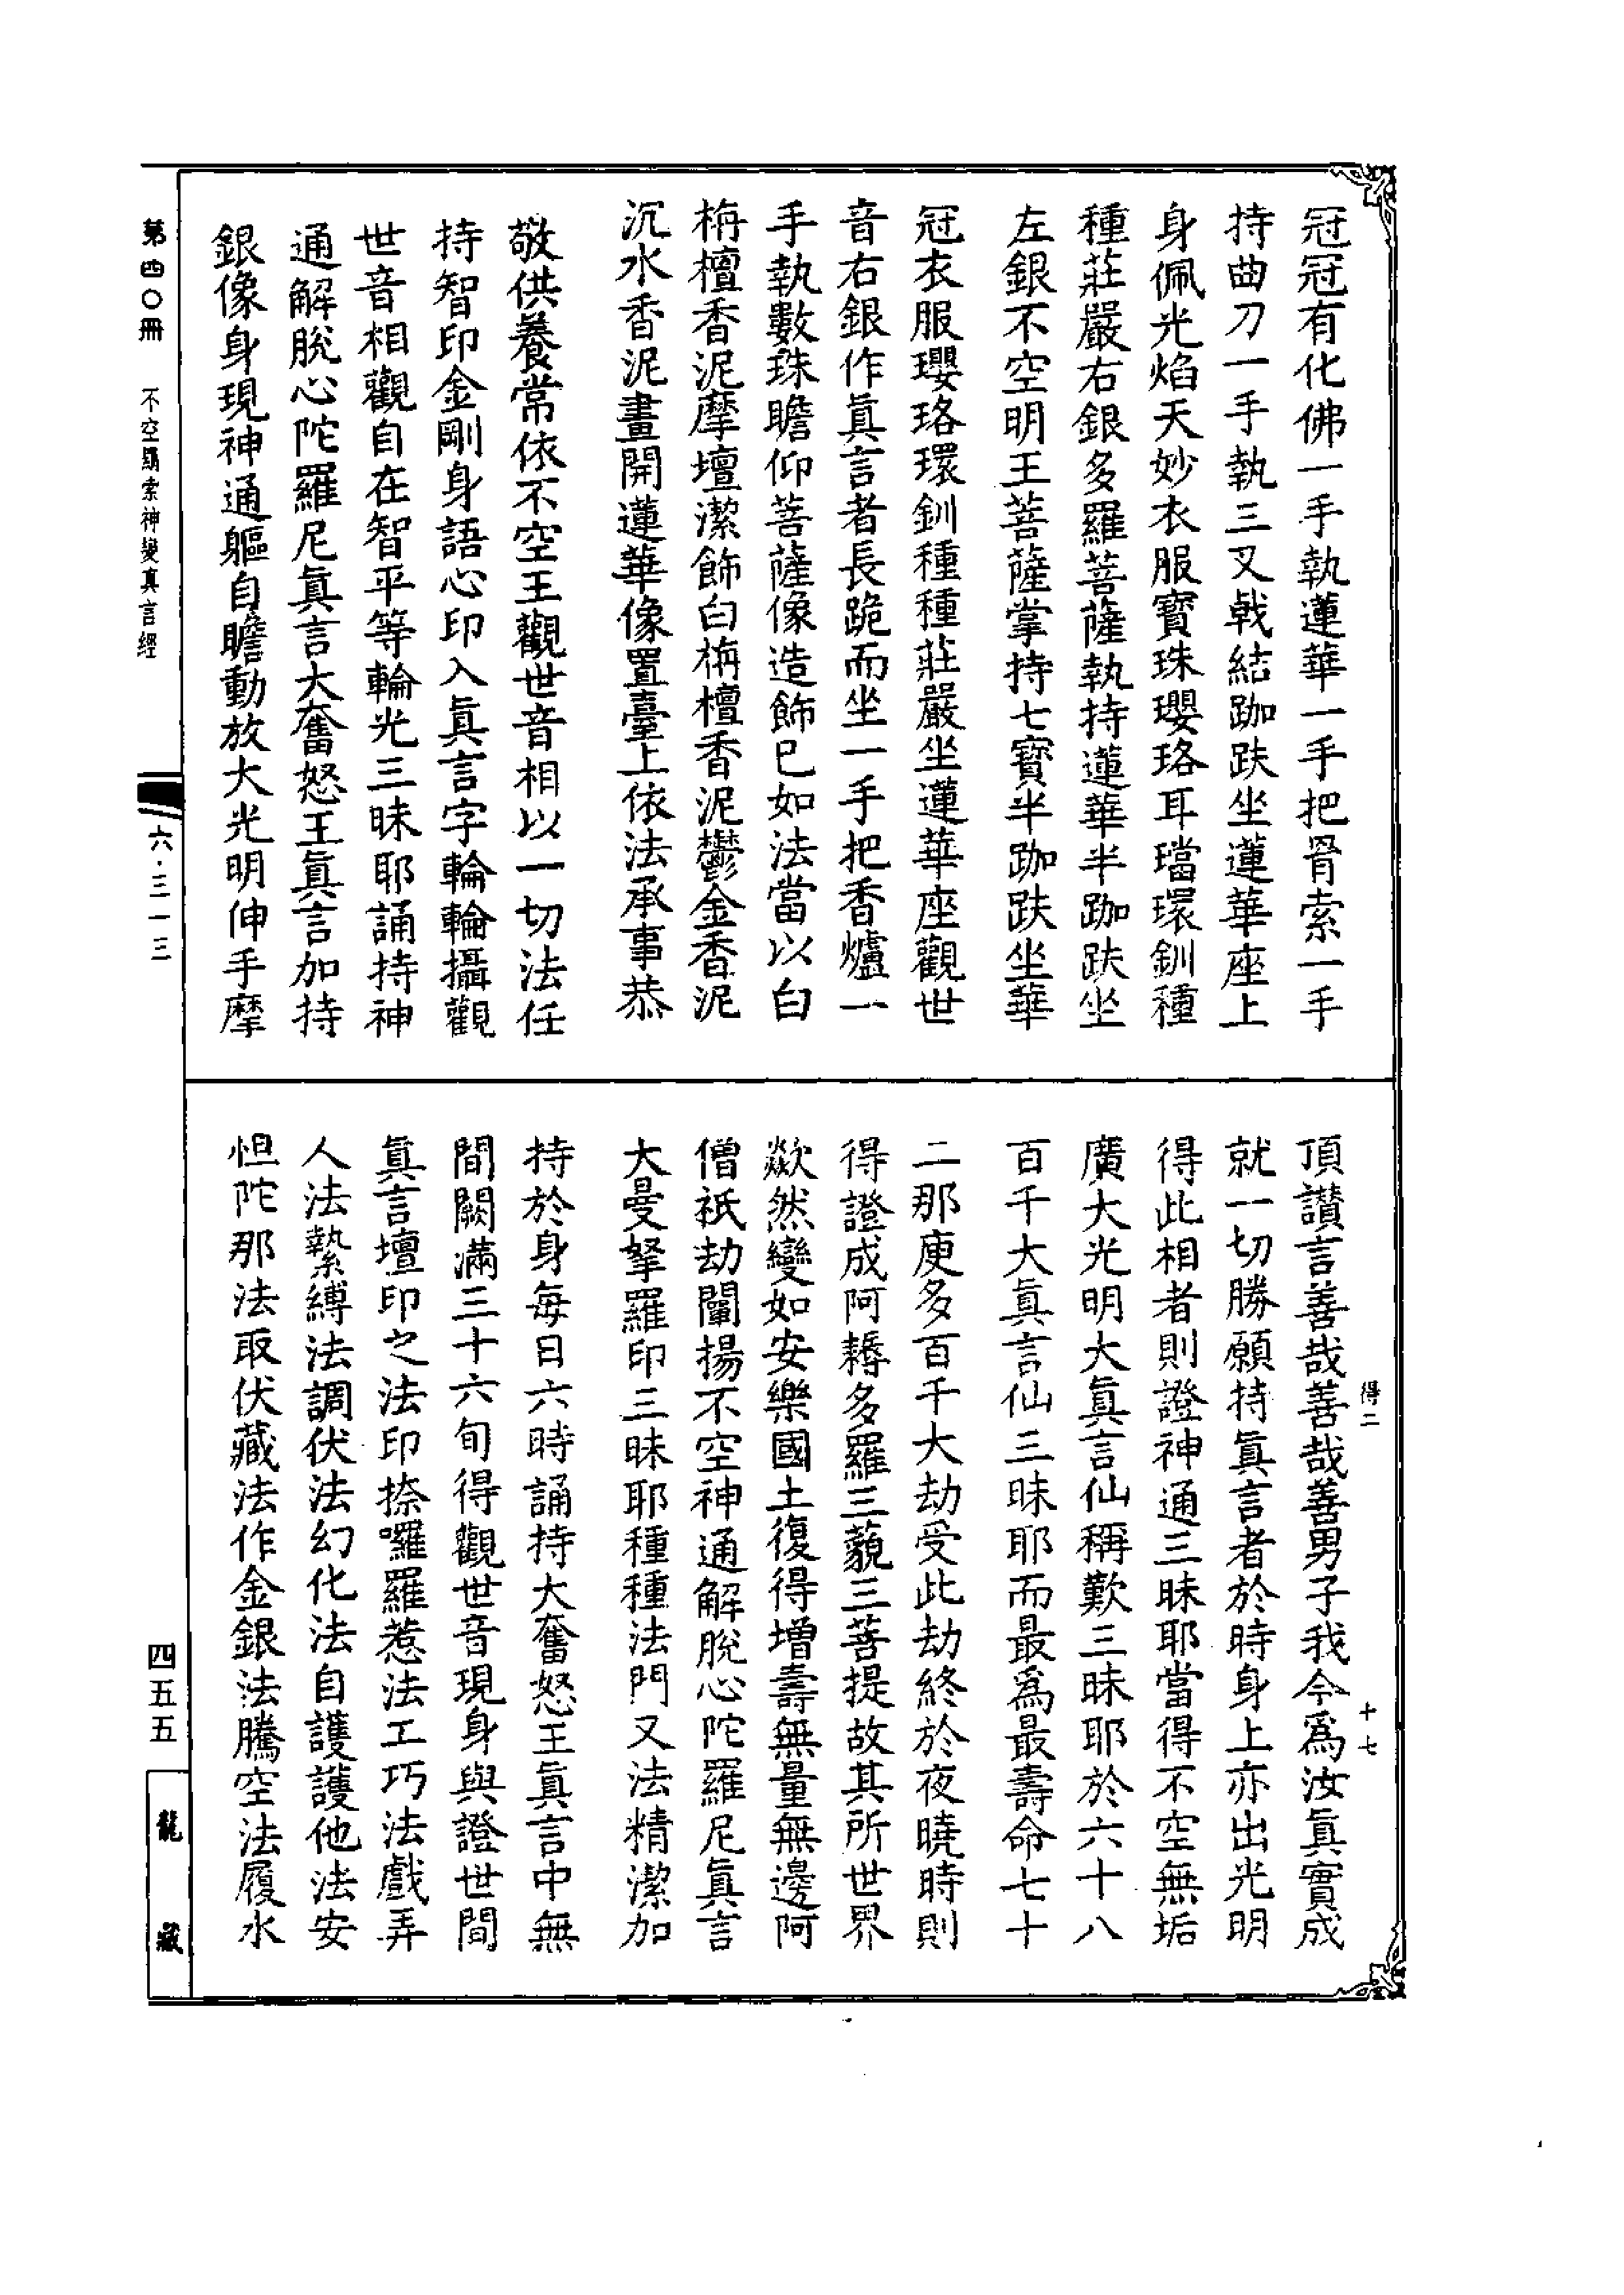 冠冠有化佛一手執蓮華一手把罥索一手
持曲刀一手執三叉戟結跏趺坐蓮華座上
身佩光焰天妙衣服寶珠瓔珞耳璫環釧種
種莊嚴右銀多羅菩薩執持蓮華半跏趺坐
左銀不空明王菩薩掌持七寳半跏趺坐華
冠衣服瓔珞環釧種種莊嚴坐蓮華座觀世
音右銀作眞言者長跪而坐一手把香爐一
手執數珠瞻仰菩薩像造飾已如法當以白
栴檀香泥摩壇潔飾白栴檀香泥鬱金香泥
沉水香泥畫開蓮華像置臺上依法承事恭
敬供養常依不空王觀世音相以一切法任
持智印金剛身語心印入眞言字輪輪攝觀
世音相觀自在智平等輪光三昧耶誦持神
通解脫心陀羅尼眞言大奮怒王眞言加持
銀像身現神通軀自瞻動放大光明伸手摩
頂讃言善哉善哉善男子我今爲汝眞實成
就一切勝願持眞言者於時身上亦出光明
得此相者則證神通三昧耶當得不空無垢
廣大光明大眞言仙稱歎三昧耶於六十八
百千大眞言仙三昧耶而最爲最壽命七十
二那庾多百千大劫受此劫終於夜曉時則
得證成阿耨多羅三藐三菩提故其所世界
歘然變如安樂國土復得增壽無量無邊阿
僧祇劫闡揚不空神通解脫心陀羅尼眞言
大曼拏羅印三昧耶種種法門又法精潔加
持於身每日六時誦持大奮怒王眞言中無
間闕滿三十六旬得觀世音現身與證世間
眞言壇印之法印捺囉羅惹法工巧法戲弄
人法縶縛法調伏法幻化法自護護他法安
怛陀那法取伏藏法作金銀法騰空法履水
得二
十七
第四〇冊
不空羂索神變真言經
六·三一三
四五五
龍藏